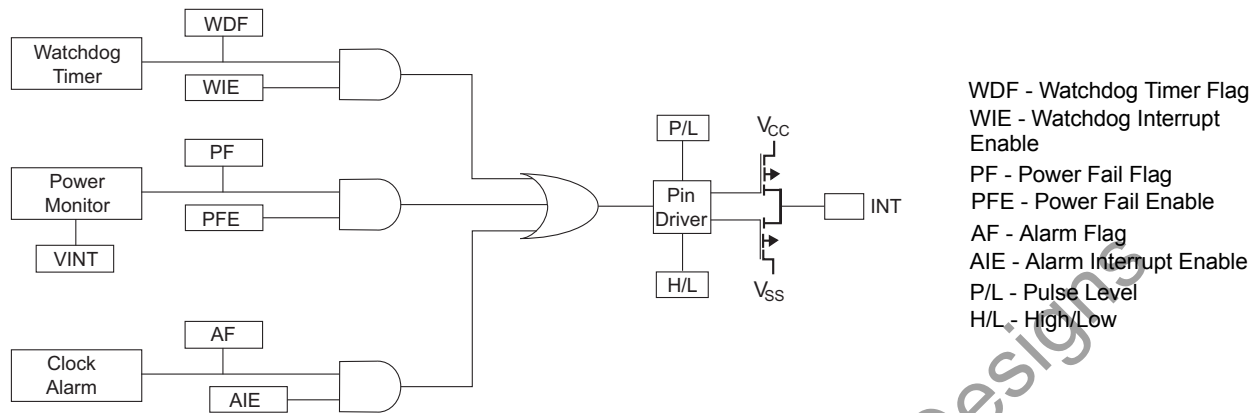 WDF
Watchdog
Timer
WIE
PF
Power
Monitor
PFE
VINT
AF
Clock
Alarm
AIE
P/L
VCC
Pin
Driver
INT
H/L
VSS
WDF - Watchdog Timer Flag
WIE - Watchdog Interrupt
Enable
PF - Power Fail Flag
PFE - Power Fail Enable
AF - Alarm Flag
AIE - Alarm Interrupt Enable
P/L - Pulse Level
H/L - High/Low
Designs